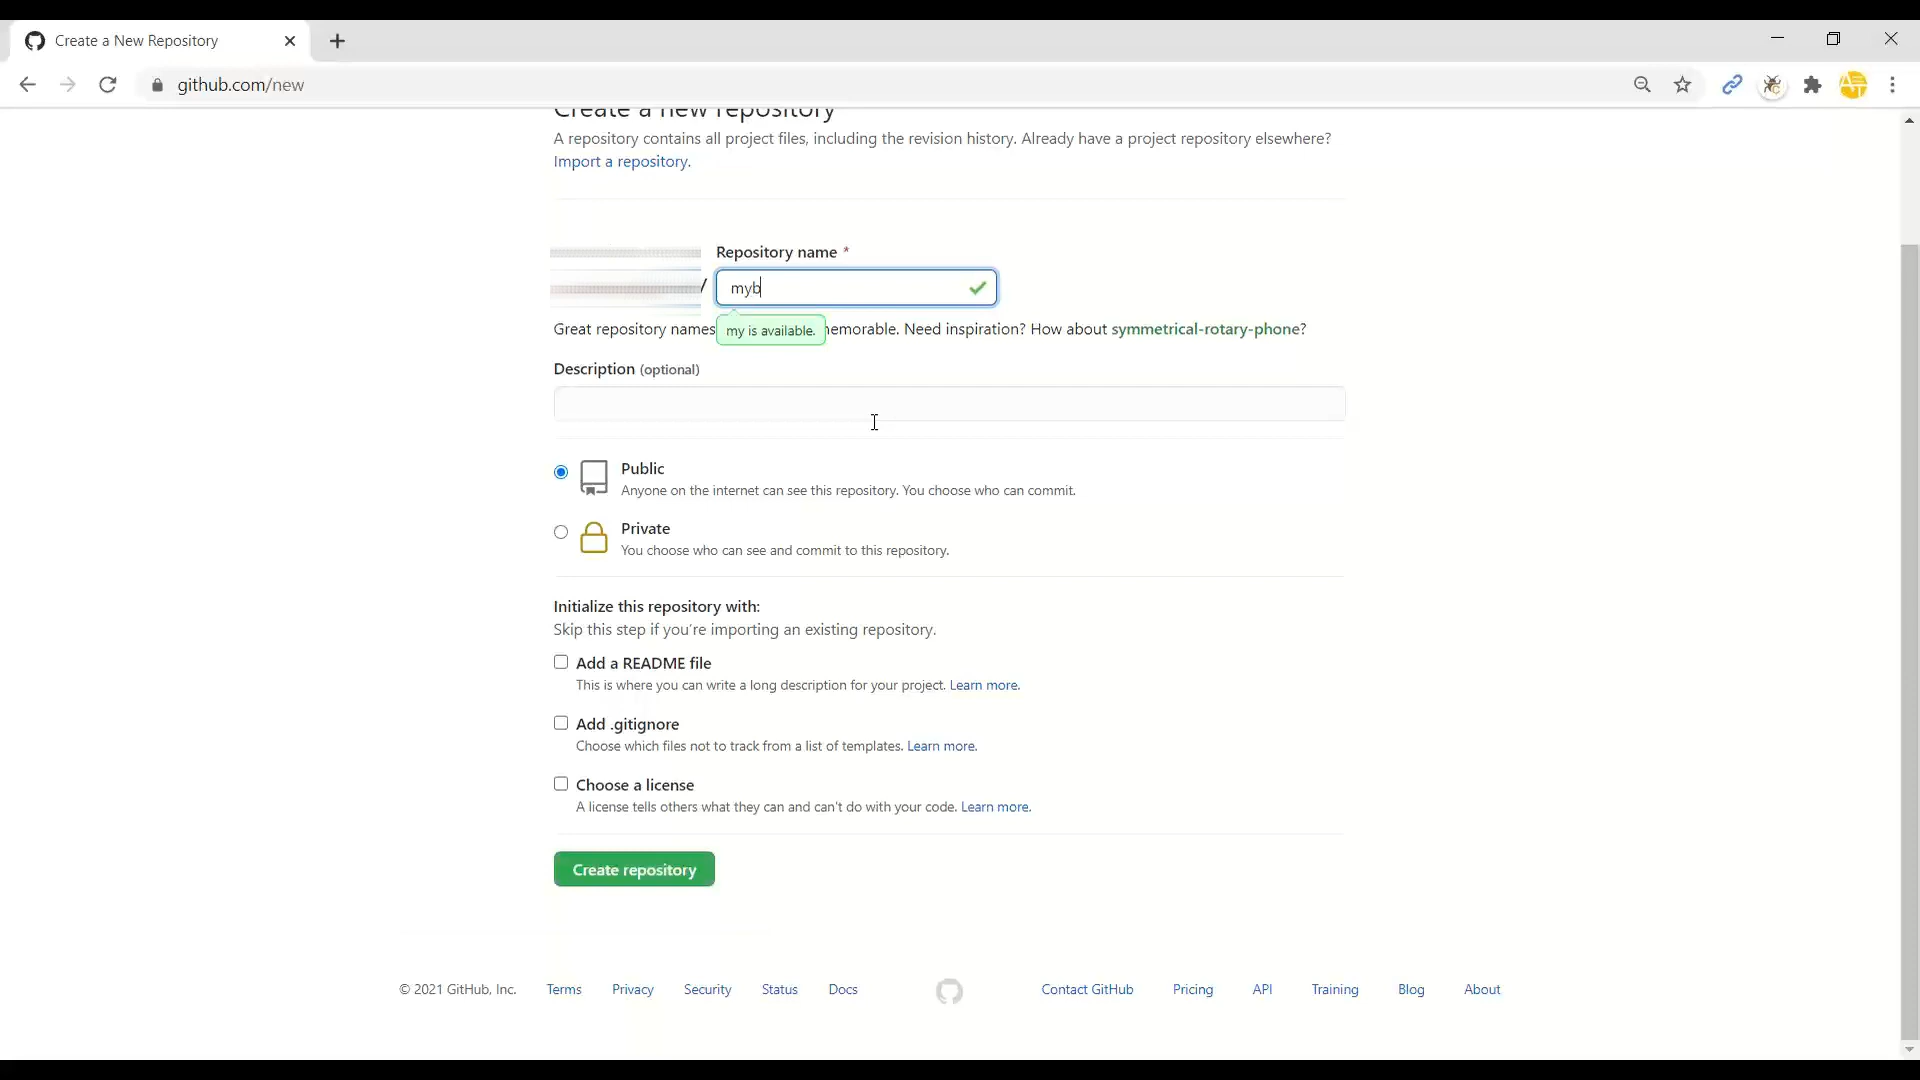 Create a New Repository
github.com/new
Create a new repository
A repository contains all project files, including the revision history. Already have a project repository elsewhere?
Import a repository.
Repository name *
/ myb
my is available.
Great repository names emorable. Need inspiration? How about symmetrical-rotary-phone?
Description (optional)
Public
Anyone on the internet can see this repository. You choose who can commit.
Private
You choose who can see and commit to this repository.
Initialize this repository with:
Skip this step if you're importing an existing repository.
Add a README file
This is where you can write a long description for your project. Learn more.
Add .gitignore
Choose which files not to track from a list of templates. Learn more.
Choose a license
A license tells others what they can and can't do with your code. Learn more.
Create repository
© 2021 GitHub, Inc. Terms Privacy Security Status Docs Contact GitHub Pricing API Training Blog About